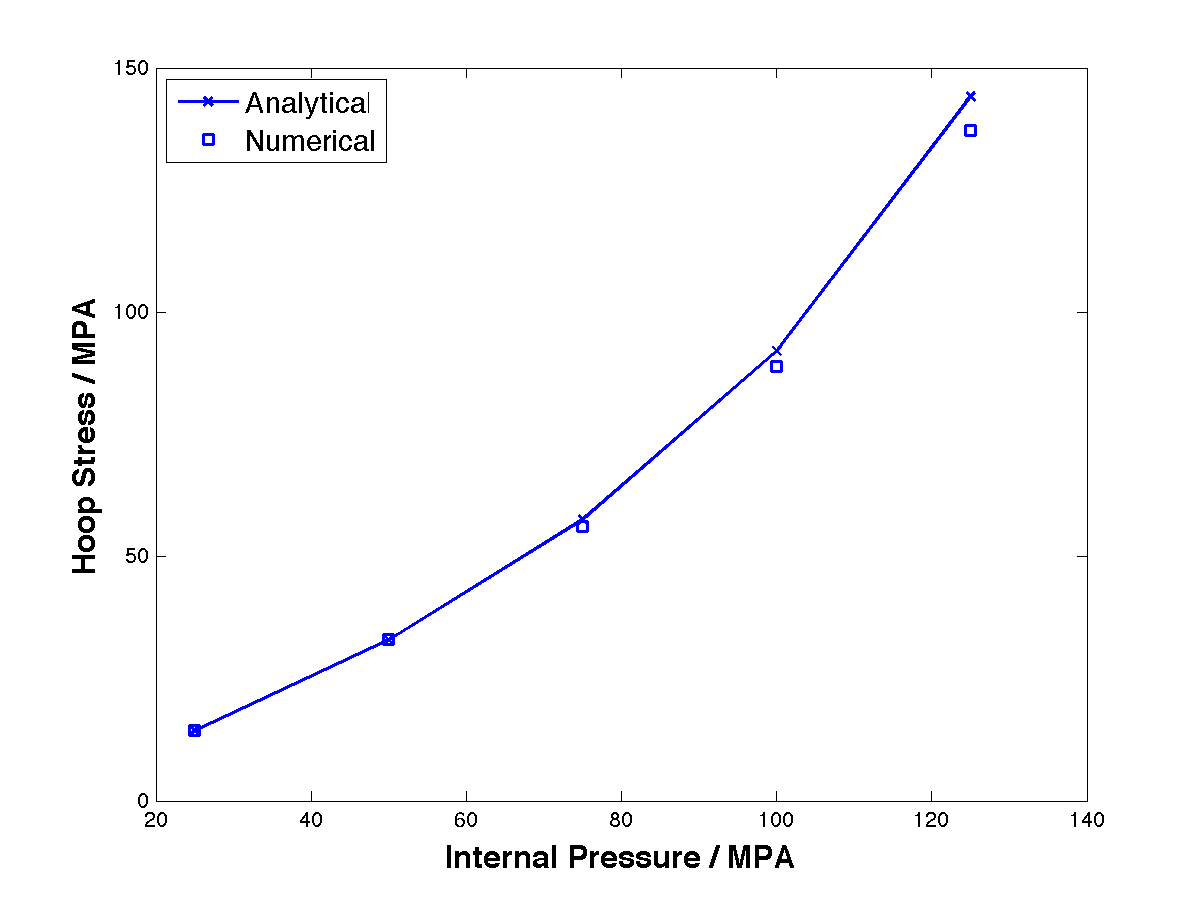 150
Analytical
Numerical
100
50
0
20 40 60 80 100 120 140
Hoop Stress / MPA
Internal Pressure / MPA